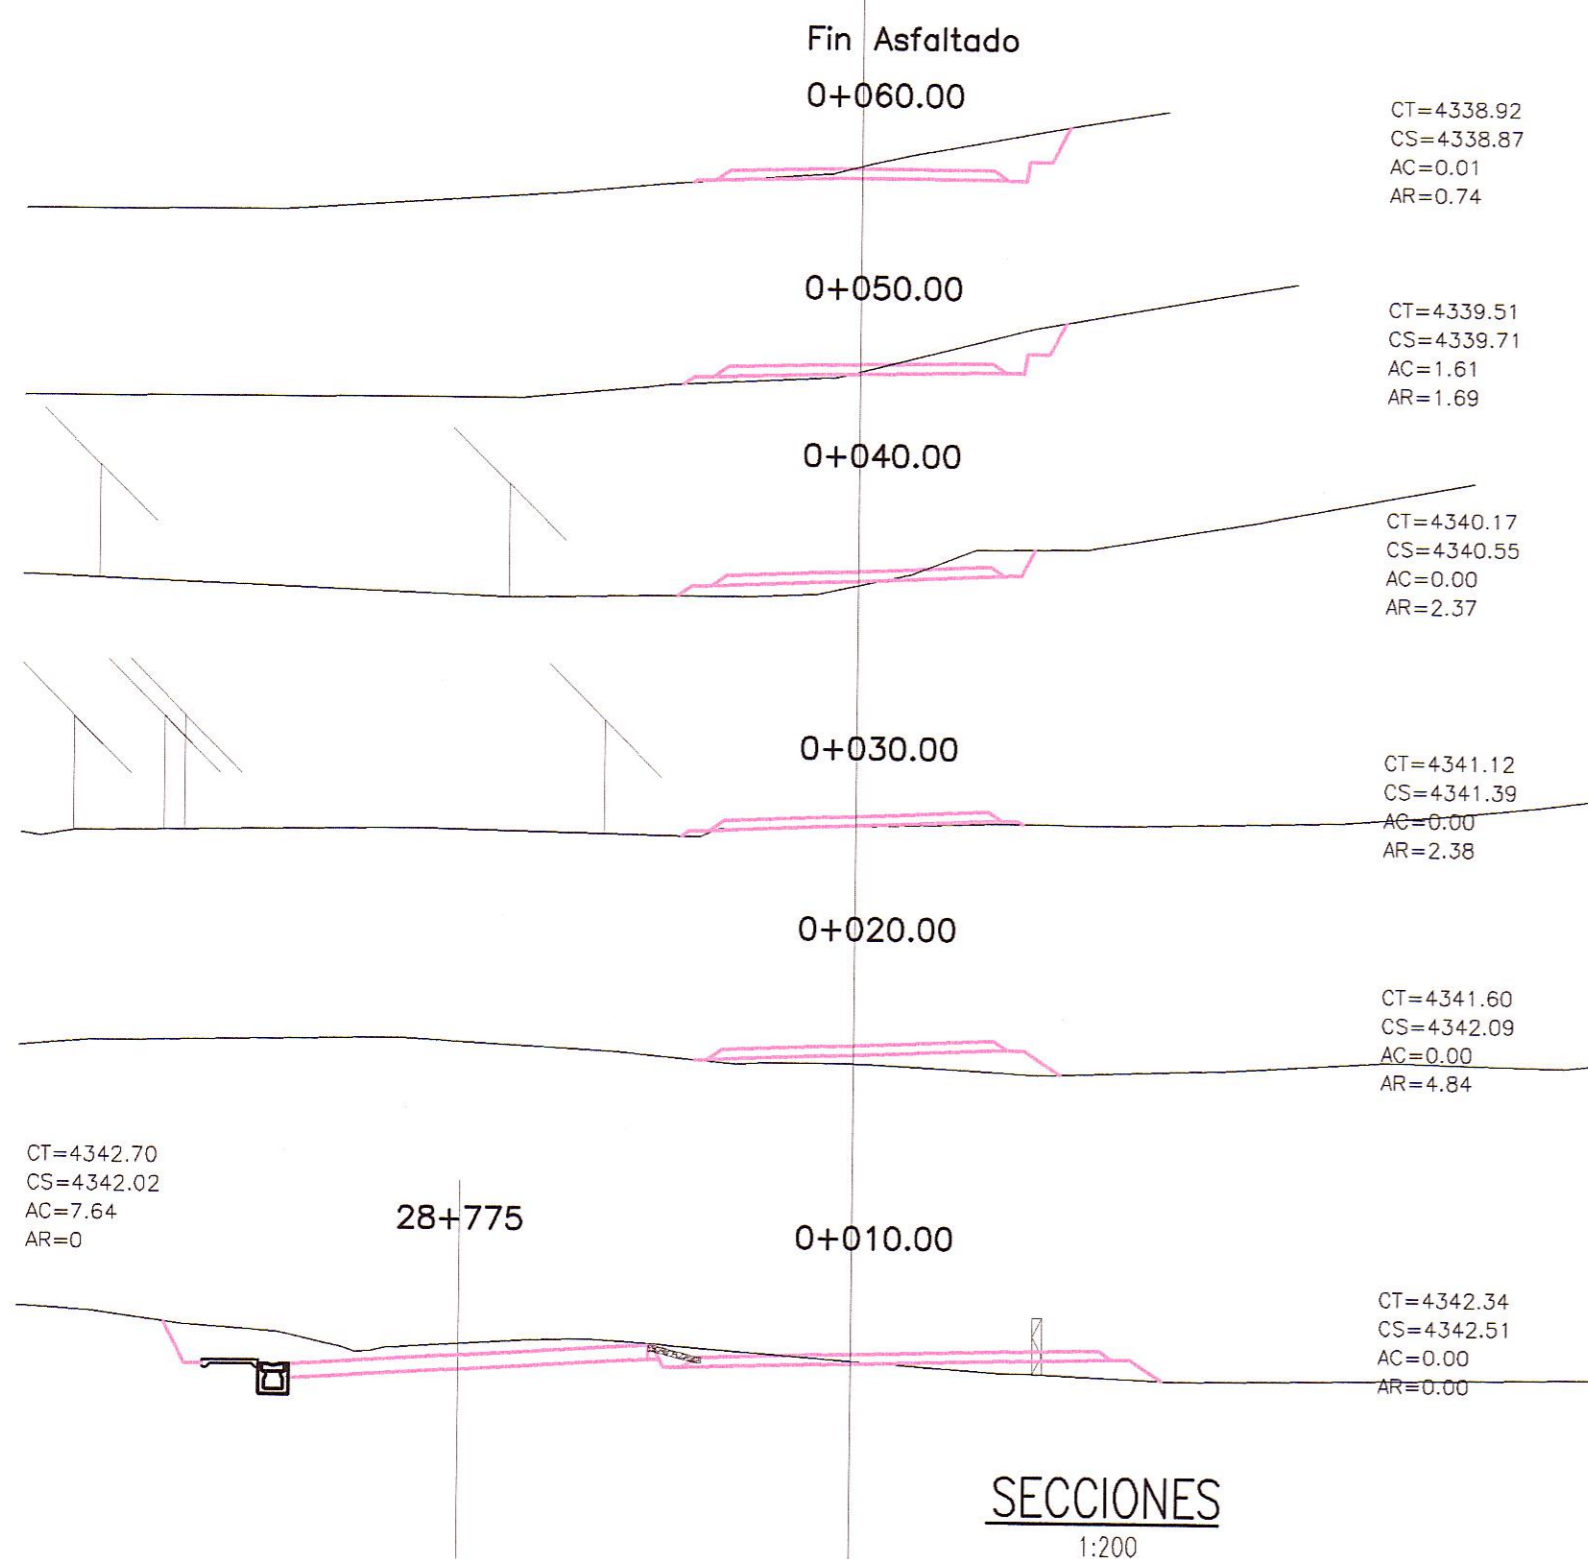 Fin Asfaltado
0+060.00
CT=4338.92
CS=4338.87
AC=0.01
AR=0.74
0+050.00
CT=4339.51
CS=4339.71
AC=1.61
AR=1.69
0+040.00
CT=4340.17
CS=4340.55
AC=0.00
AR=2.37
0+030.00
CT=4341.12
CS=4341.39
AC=0.00
AR=2.38
0+020.00
CT=4341.60
CS=4342.09
AC=0.00
AR=4.84
CT=4342.70
CS=4342.02
AC=7.64
AR=0
28+775
0+010.00
CT=4342.34
CS=4342.51
AC=0.00
AR=0.00
SECCIONES
1:200